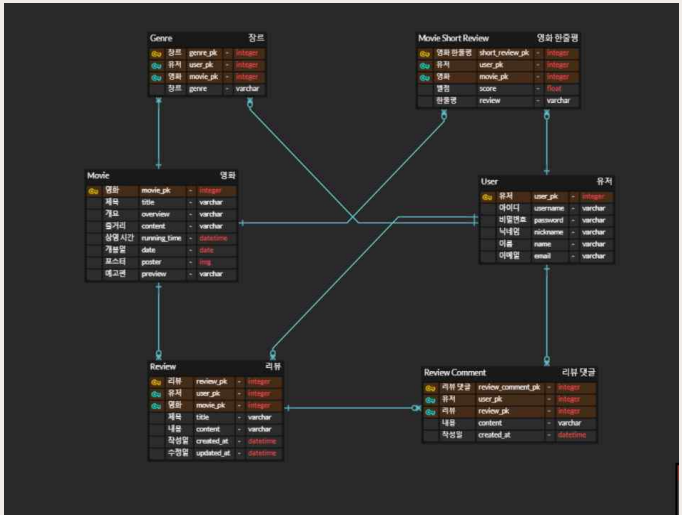 Genre 장르
장르 genre_pk - integer
유저 user_pk - integer
영화 movie_pk - integer
장르 genre - varchar
Movie Short Review 영화 한줄평
영화 한줄평 short_review_pk - integer
유저 user_pk - integer
영화 movie_pk - integer
별점 score - float
한줄평 review - varchar
Movie 영화
영화 movie_pk - integer
제목 title - varchar
개요 overview - varchar
줄거리 content - varchar
상영 시간 running_time - datetime
개봉일 date - date
포스터 poster - img
예고편 preview - varchar
User 유저
유저 user_pk - integer
아이디 username - varchar
비밀번호 password - varchar
닉네임 nickname - varchar
이름 name - varchar
이메일 email - varchar
Review 리뷰
리뷰 review_pk - integer
유저 user_pk - integer
영화 movie_pk - integer
제목 title - varchar
내용 content - varchar
작성일 created_at - datetime
수정일 updated_at - datetime
Review Comment 리뷰 댓글
리뷰 댓글 review_comment_pk - integer
유저 user_pk - integer
리뷰 review_pk - integer
내용 content - varchar
작성일 created_at - datetime